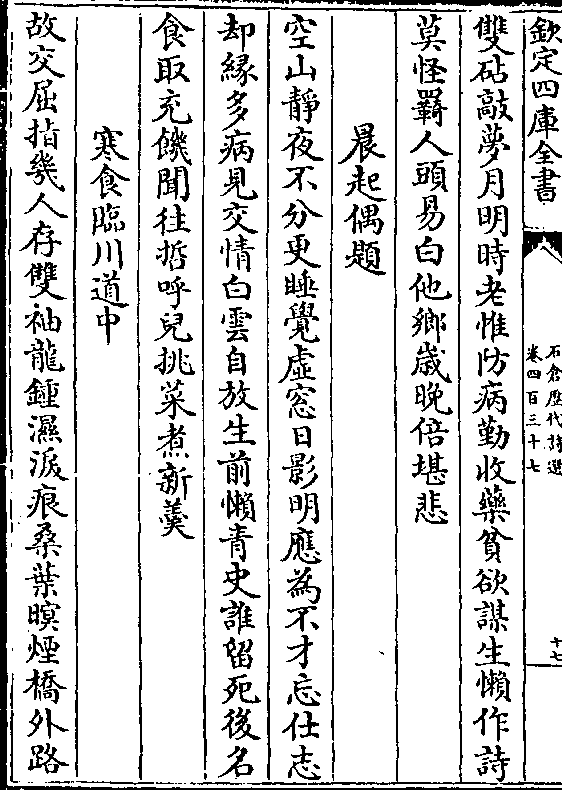 欽定四庫全書
石倉歷代詩選
卷四百三十七
十七
雙砧敲夢月明時老惟防病勤收藥貧欲謀生懶作詩
莫怪羇人頭易白他鄉歲晚倍堪悲
晨起偶題
空山靜夜不分更睡覺虛窓日影明應為不才忘仕志
却緣多病見交情白雲自放生前懶青史誰留死後名
食取充饑聞往哲呼兒挑菜煮新羮
寒食臨川道中
故交屈指幾人存雙袖龍鍾濕淚痕桑葉暝煙橋外路